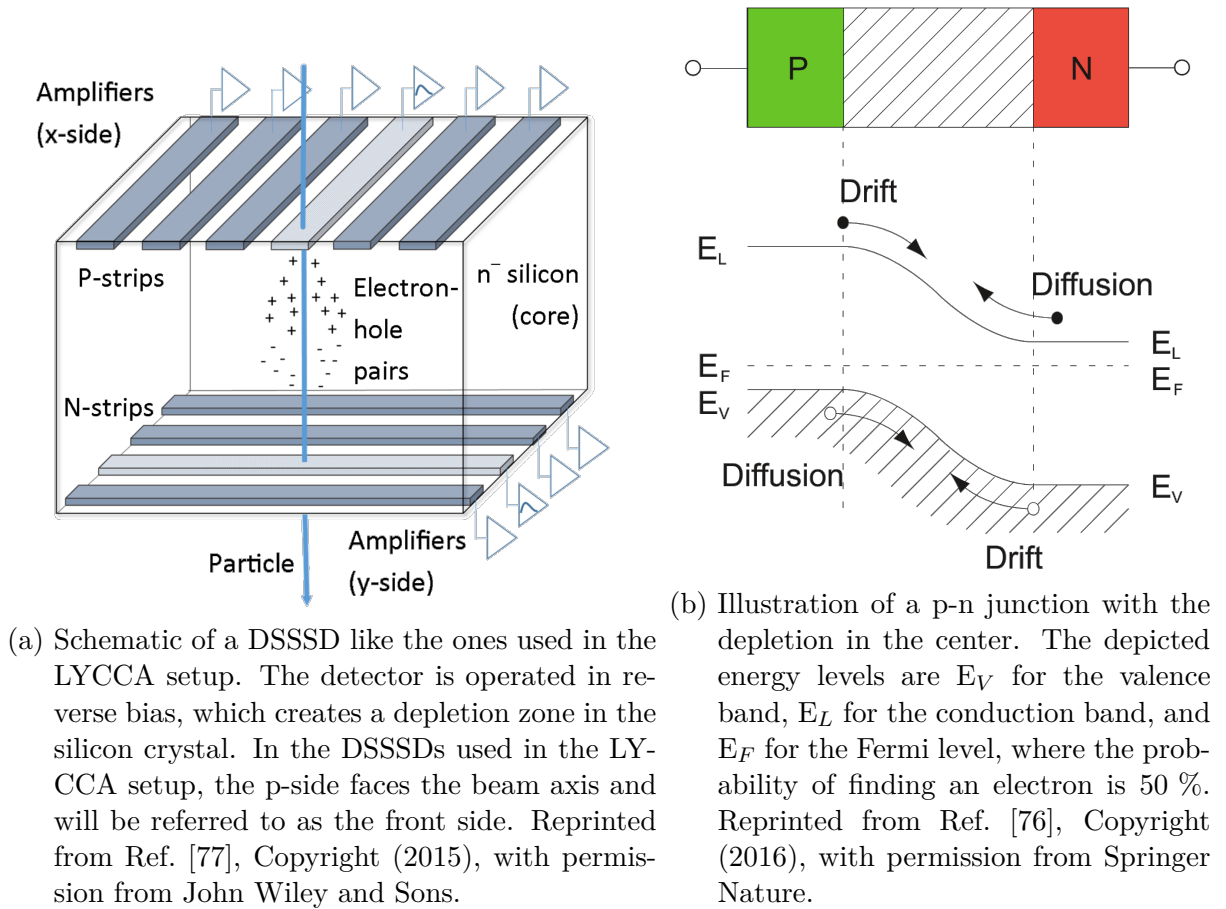 Amplifiers
(x-side)
P-strips
Electron-
hole
pairs
n⁻ silicon
(core)
N-strips
Particle
Amplifiers
(y-side)
+ + + + + + + + + + + + + +
- - - - - - - - - -
(a) Schematic of a DSSSD like the ones used in the
LYCCA setup. The detector is operated in re-
verse bias, which creates a depletion zone in the
silicon crystal. In the DSSSDs used in the LY-
CCA setup, the p-side faces the beam axis and
will be referred to as the front side. Reprinted
from Ref. [77], Copyright (2015), with permis-
sion from John Wiley and Sons.
P
N
Drift
E_L
Diffusion
E_L
E_F
E_F
E_V
Diffusion
E_V
Drift
(b) Illustration of a p-n junction with the
depletion in the center. The depicted
energy levels are E_V for the valence
band, E_L for the conduction band, and
E_F for the Fermi level, where the prob-
ability of finding an electron is 50 %.
Reprinted from Ref. [76], Copyright
(2016), with permission from Springer
Nature.